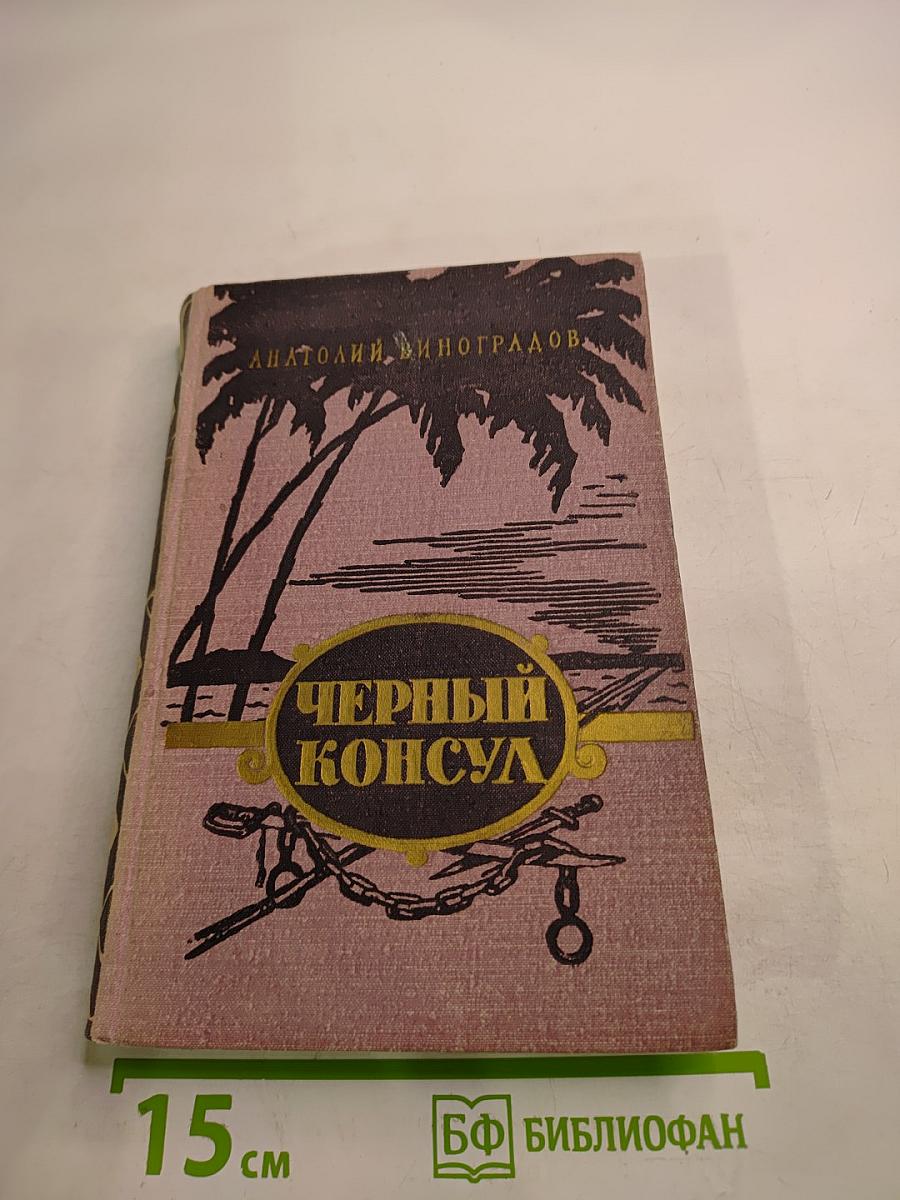 АНАТОЛИЙ ВИНОГРАДОВ
ЧЕРНЫЙ
КОНСУЛ
15 см
БФ БИБЛИОФАН